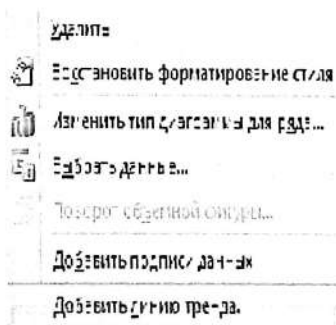 Удалить
Восстановить форматирование стиля
Изменить тип диаграммы для ряда...
Выбрать данные...
Поворот объемной фигуры...
Добавить подписи данных
Добавить линию тренда.